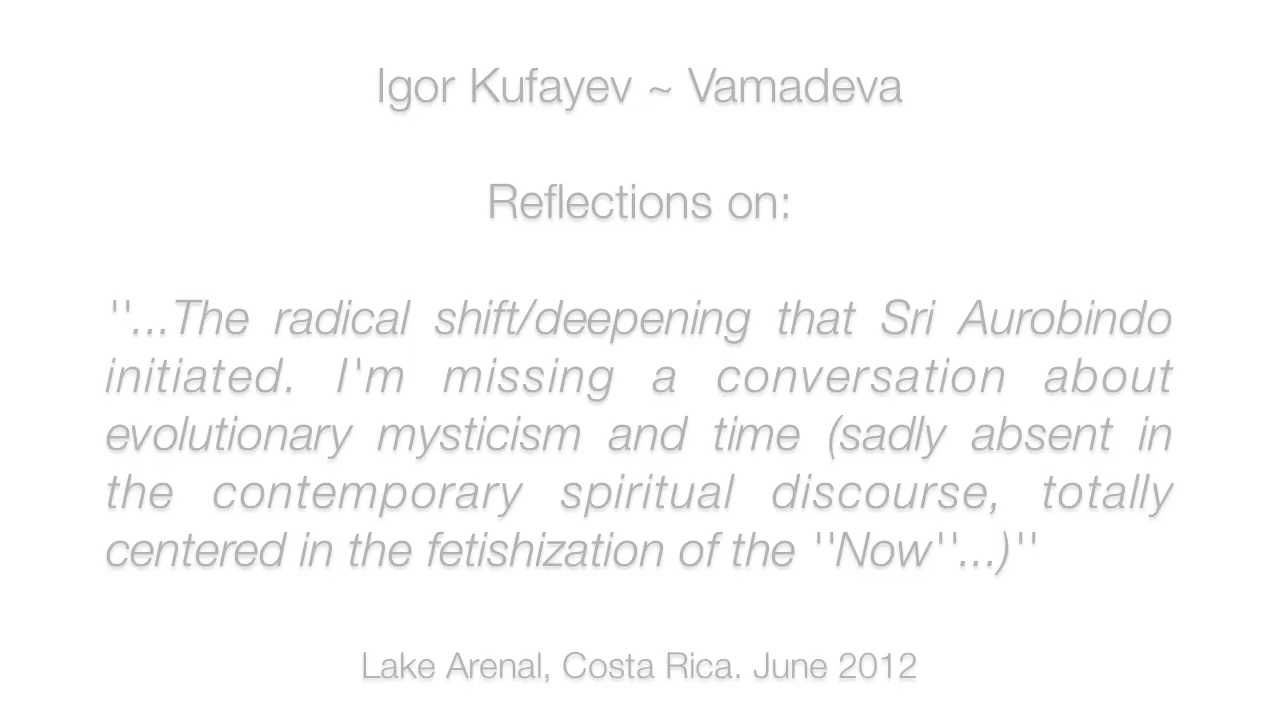 Igor Kufayev ~ Vamadeva
Reflections on:
''...The radical shift/deepening that Sri Aurobindo
initiated. I'm missing a conversation about
evolutionary mysticism and time (sadly absent in
the contemporary spiritual discourse, totally
centered in the fetishization of the ''Now''...)''
Lake Arenal, Costa Rica. June 2012